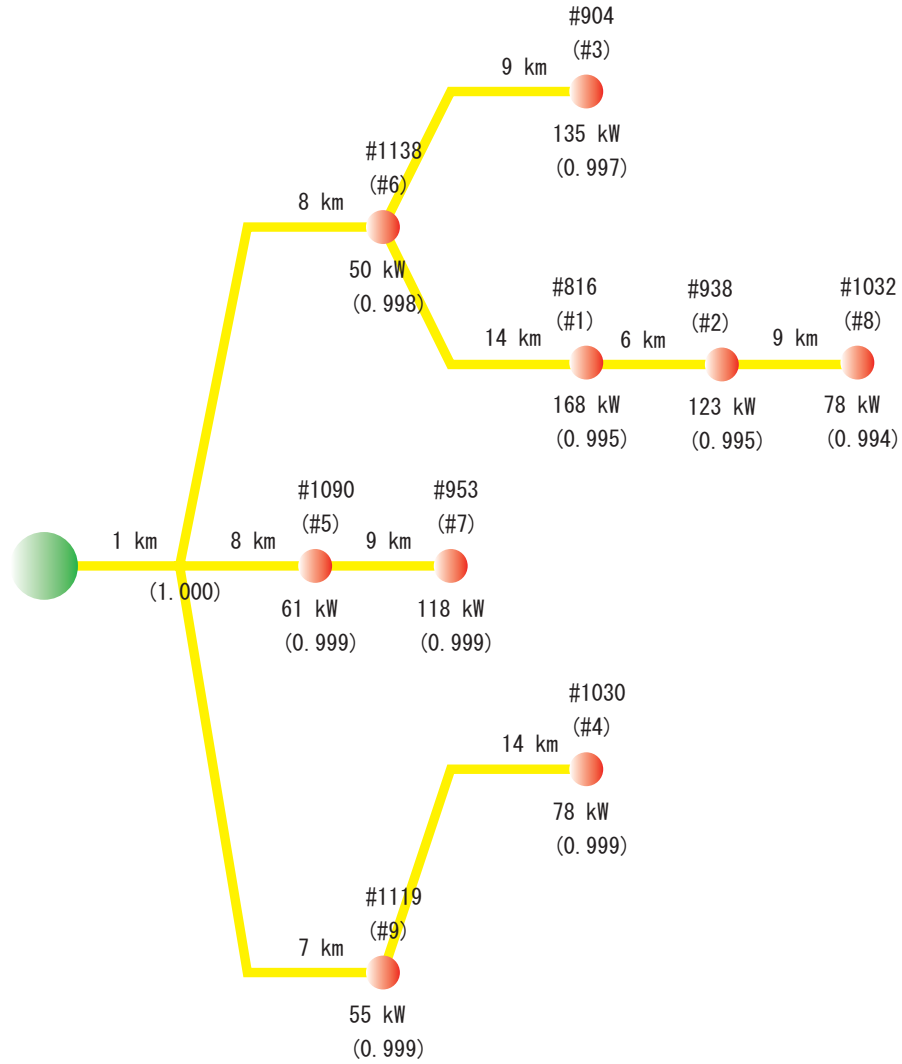 #904
(#3)
9 km
135 kW
(0.997)
#1138
(#6)
8 km
50 kW
(0.998)
#816
(#1)
14 km
168 kW
(0.995)
#938
(#2)
6 km
123 kW
(0.995)
#1032
(#8)
9 km
78 kW
(0.994)
1 km
(1.000)
#1090
(#5)
8 km
61 kW
(0.999)
#953
(#7)
9 km
118 kW
(0.999)
#1030
(#4)
14 km
78 kW
(0.999)
#1119
(#9)
7 km
55 kW
(0.999)